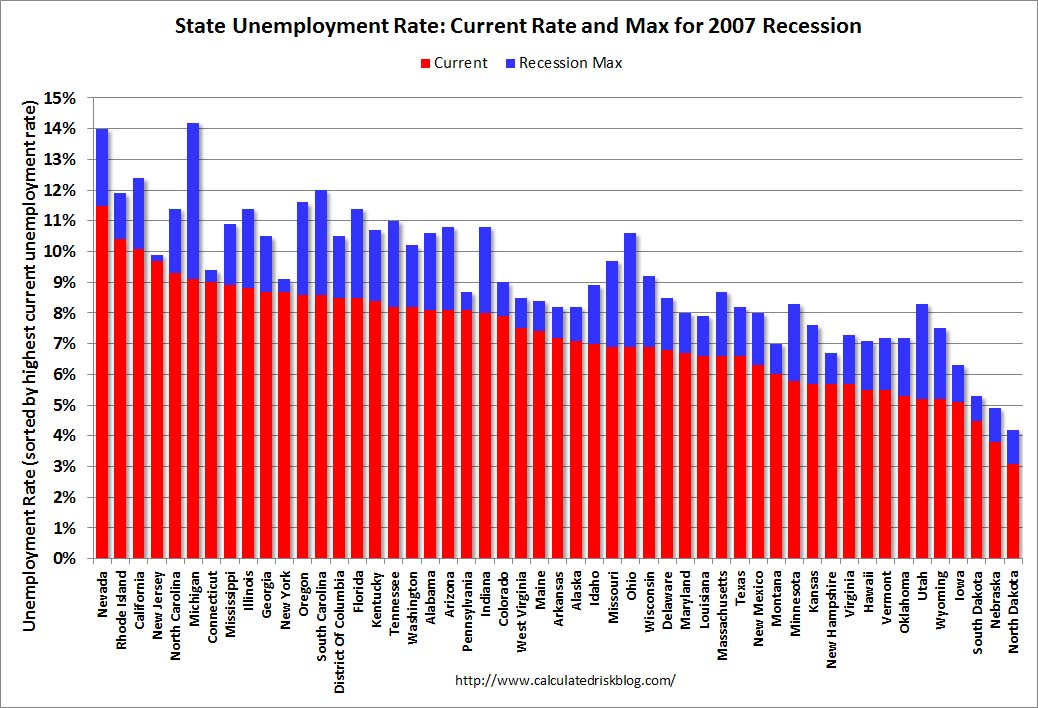 State Unemployment Rate: Current Rate and Max for 2007 Recession
Current
Recession Max
Unemployment Rate (sorted by highest current unemployment rate)
15%
14%
13%
12%
11%
10%
9%
8%
7%
6%
5%
4%
3%
2%
1%
0%
Nevada
Rhode Island
California
New Jersey
North Carolina
Michigan
Connecticut
Mississippi
Illinois
Georgia
New York
Oregon
South Carolina
District Of Columbia
Florida
Kentucky
Tennessee
Washington
Alabama
Arizona
Pennsylvania
Indiana
Colorado
West Virginia
Maine
Arkansas
Alaska
Idaho
Missouri
Ohio
Wisconsin
Delaware
Maryland
Louisiana
Massachusetts
Texas
New Mexico
Montana
Minnesota
Kansas
New Hampshire
Virginia
Hawaii
Vermont
Oklahoma
Utah
Wyoming
Iowa
South Dakota
Nebraska
North Dakota
http://www.calculatedriskblog.com/